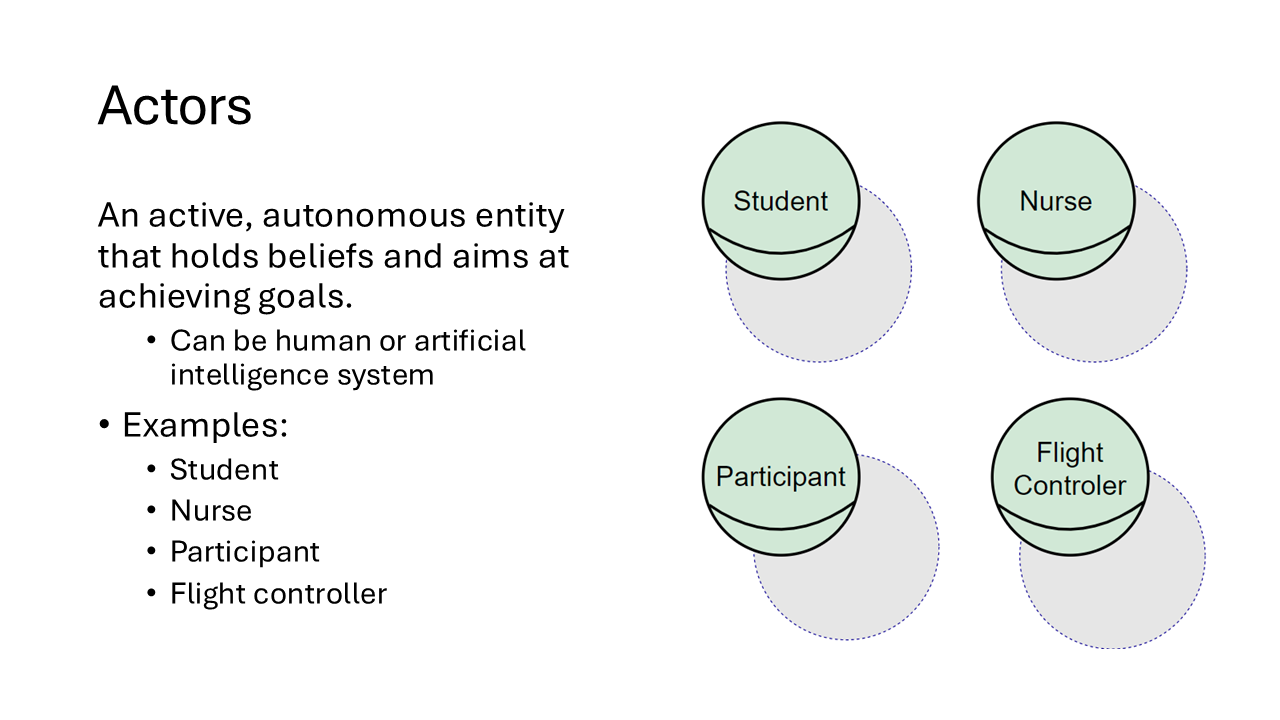 Actors
An active, autonomous entity
that holds beliefs and aims at
achieving goals.
• Can be human or artificial
intelligence system
• Examples:
• Student
• Nurse
• Participant
• Flight controller
Student
Nurse
Participant
Flight
Controler